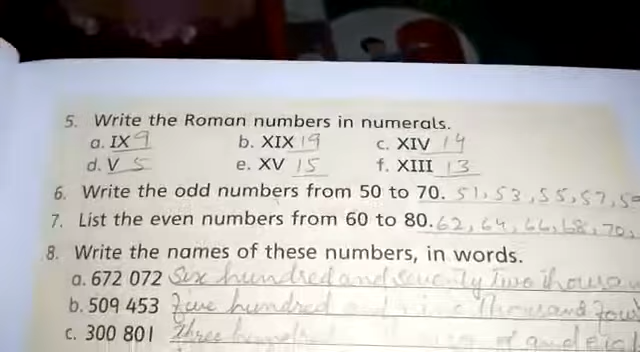 5. Write the Roman numbers in numerals.
a. IX 9 b. XIX 19 c. XIV 14
d. V 5 e. XV 15 f. XIII 13
6. Write the odd numbers from 50 to 70. 51, 53, 55, 57, 59
7. List the even numbers from 60 to 80. 62, 64, 66, 68, 70,
8. Write the names of these numbers, in words.
a. 672 072 Six hundred and seventy two thousan
b. 509 453 Five hundred and nine thousand four
c. 300 801 Three